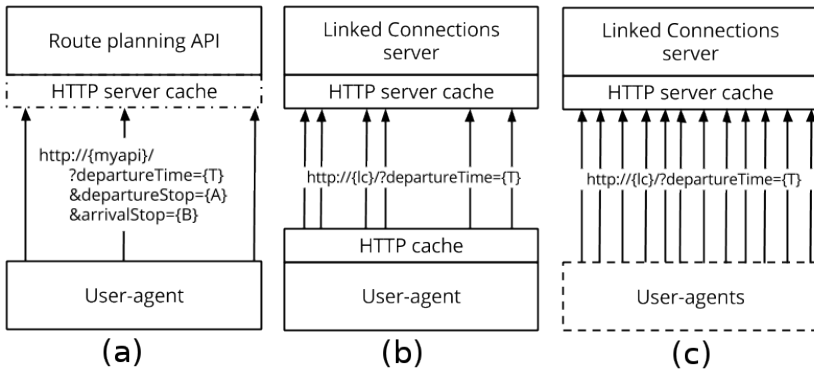 Route planning API
HTTP server cache
http://{myapi}/
?departureTime={T}
&departureStop={A}
&arrivalStop={B}
User-agent
(a)
Linked Connections
server
HTTP server cache
http://{lc}/?departureTime={T}
HTTP cache
User-agent
(b)
Linked Connections
server
HTTP server cache
http://{lc}/?departureTime={T}
User-agents
(c)